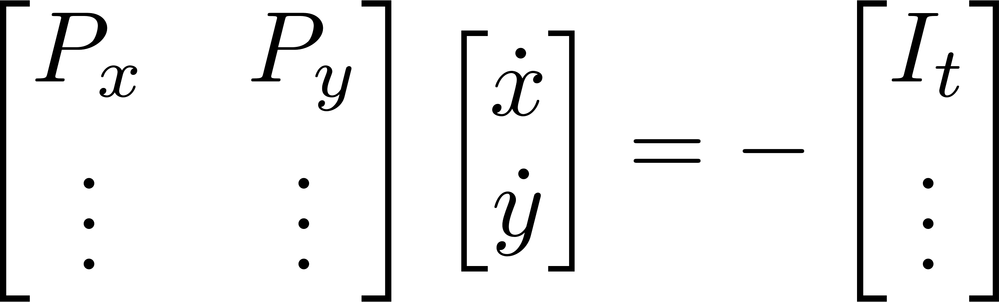 [ P_x P_y ⋮ ⋮ ] [ ẋ ẏ ] = − [ I_t ⋮ ]